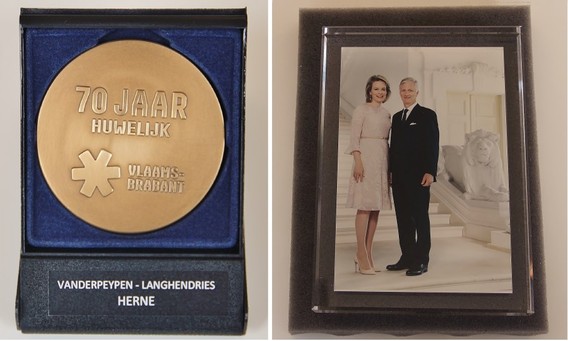 70 JAAR
HUWELIJK
VLAAMS-
BRABANT
VANDERPEYPEN - LANGHENDRIES
HERNE